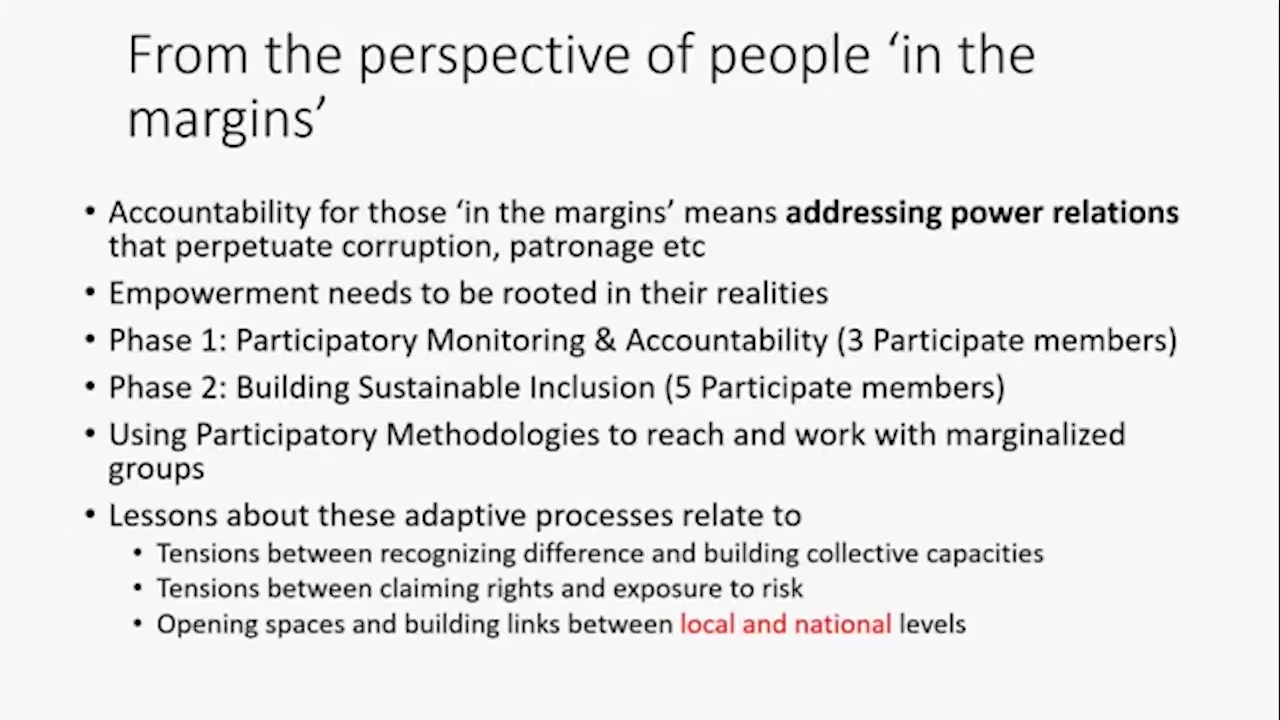 From the perspective of people ‘in the
margins’
• Accountability for those ‘in the margins’ means addressing power relations
that perpetuate corruption, patronage etc
• Empowerment needs to be rooted in their realities
• Phase 1: Participatory Monitoring & Accountability (3 Participate members)
• Phase 2: Building Sustainable Inclusion (5 Participate members)
• Using Participatory Methodologies to reach and work with marginalized
groups
• Lessons about these adaptive processes relate to
• Tensions between recognizing difference and building collective capacities
• Tensions between claiming rights and exposure to risk
• Opening spaces and building links between local and national levels